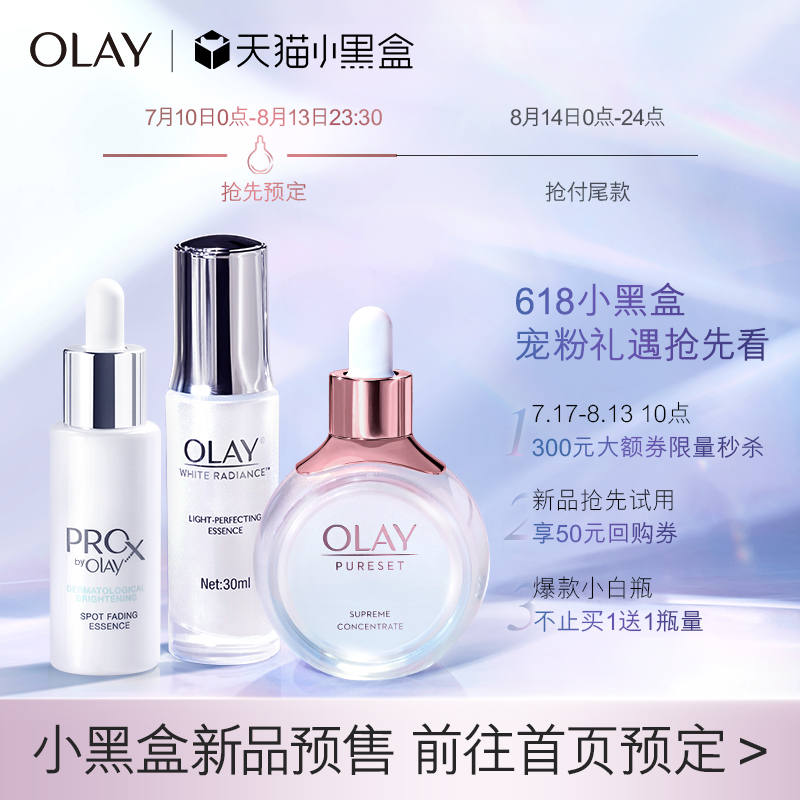 OLAY
天猫小黑盒
7月10日0点-8月13日23:30
8月14日0点-24点
抢先预定
抢付尾款
618小黑盒
宠粉礼遇抢先看
1
7.17-8.13 10点
300元大额券限量秒杀
2
新品抢先试用
享50元回购券
3
爆款小白瓶
不止买1送1瓶量
PROX
by OLAY
DERMATOLOGICAL
BRIGHTENING
SPOT FADING
ESSENCE
OLAY®
WHITE RADIANCE™
LIGHT-PERFECTING
ESSENCE
Net:30ml
OLAY
PURESET
SUPREME
CONCENTRATE
小黑盒新品预售 前往首页预定 >